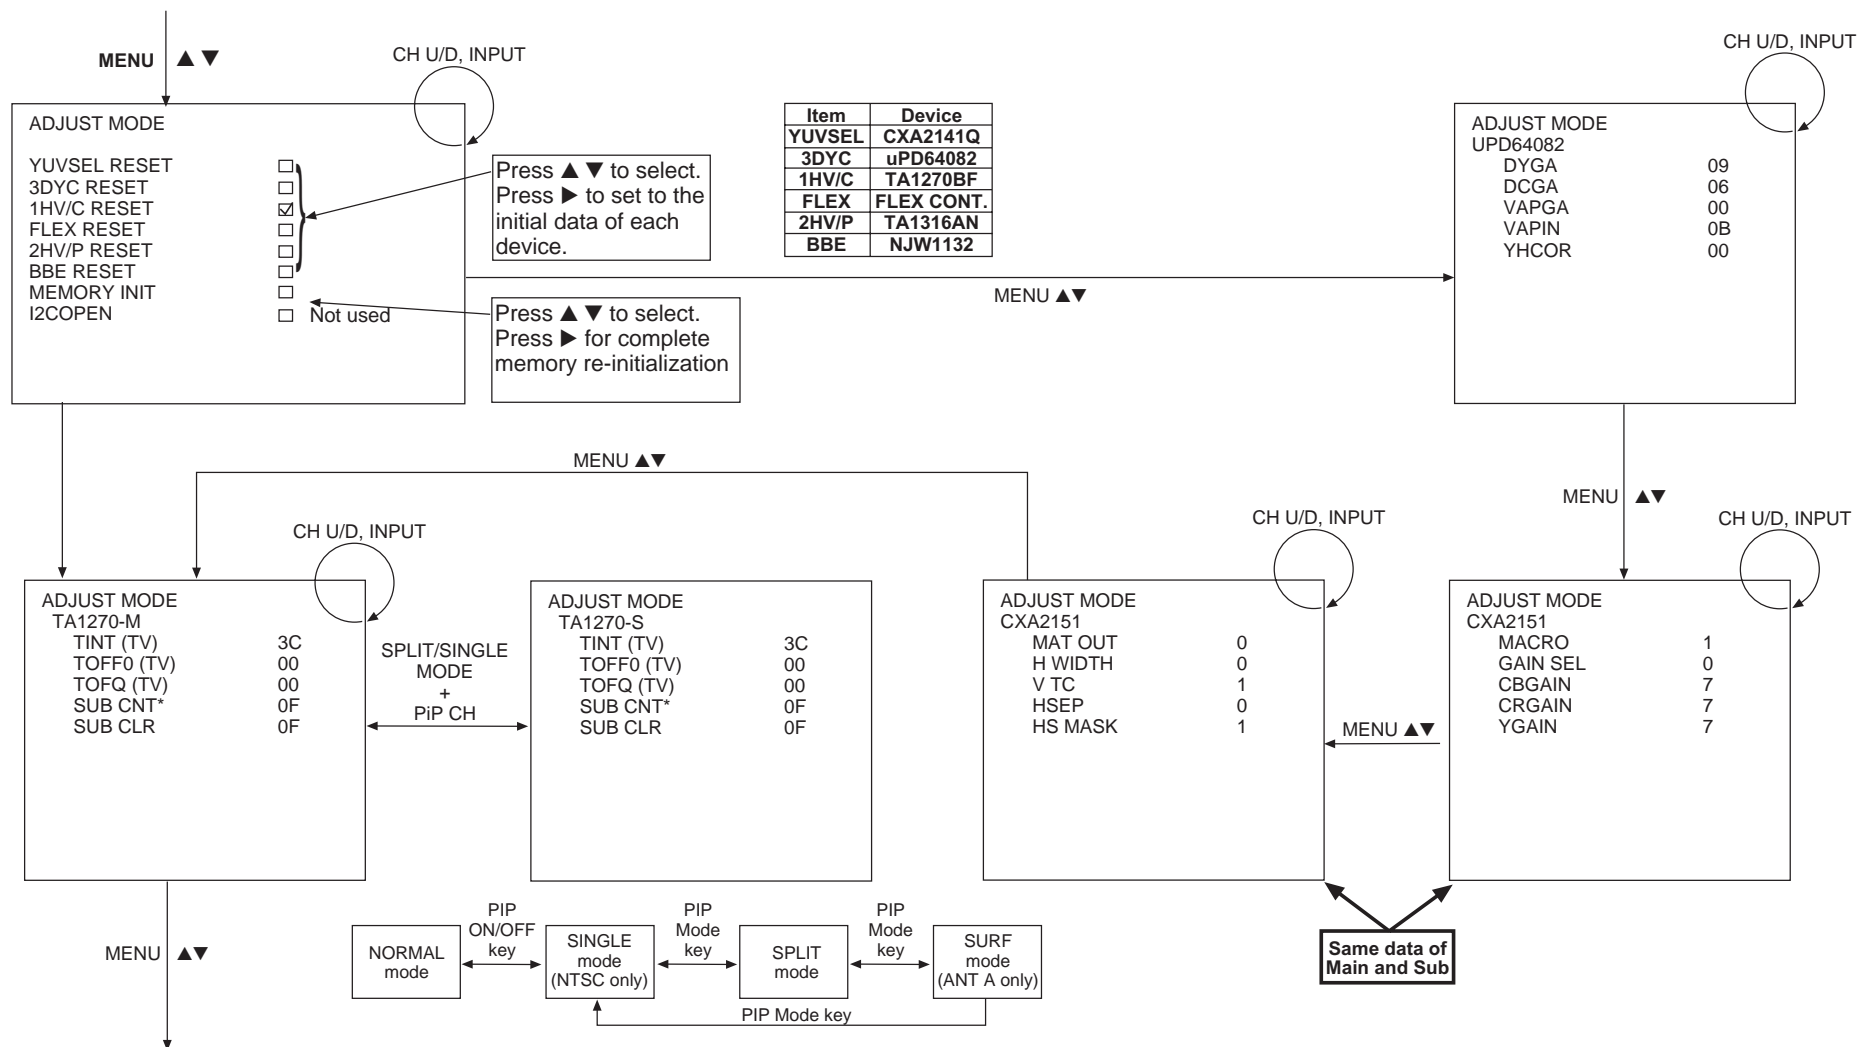 MENU ▲ ▼
CH U/D, INPUT
ADJUST MODE
YUVSEL RESET ☐
3DYC RESET ☐
1HV/C RESET ☑
FLEX RESET ☐
2HV/P RESET ☐
BBE RESET ☐
MEMORY INIT ☐
I2COPEN ☐ Not used
Press ▲ ▼ to select.
Press ▶ to set to the
initial data of each
device.
Press ▲ ▼ to select.
Press ▶ for complete
memory re-initialization
Item Device
YUVSEL CXA2141Q
3DYC uPD64082
1HV/C TA1270BF
FLEX FLEX CONT.
2HV/P TA1316AN
BBE NJW1132
MENU ▲▼
CH U/D, INPUT
ADJUST MODE
UPD64082
DYGA 09
DCGA 06
VAPGA 00
VAPIN 0B
YHCOR 00
MENU ▲▼
MENU ▲▼
CH U/D, INPUT
ADJUST MODE
TA1270-M
TINT (TV) 3C
TOFF0 (TV) 00
TOFQ (TV) 00
SUB CNT* 0F
SUB CLR 0F
SPLIT/SINGLE
MODE
+
PiP CH
ADJUST MODE
TA1270-S
TINT (TV) 3C
TOFF0 (TV) 00
TOFQ (TV) 00
SUB CNT* 0F
SUB CLR 0F
CH U/D, INPUT
ADJUST MODE
CXA2151
MAT OUT 0
H WIDTH 0
V TC 1
HSEP 0
HS MASK 1
MENU ▲▼
CH U/D, INPUT
ADJUST MODE
CXA2151
MACRO 1
GAIN SEL 0
CBGAIN 7
CRGAIN 7
YGAIN 7
Same data of
Main and Sub
MENU ▲▼
NORMAL
mode
PIP
ON/OFF
key
SINGLE
mode
(NTSC only)
PIP
Mode
key
SPLIT
mode
PIP
Mode
key
SURF
mode
(ANT A only)
PIP Mode key